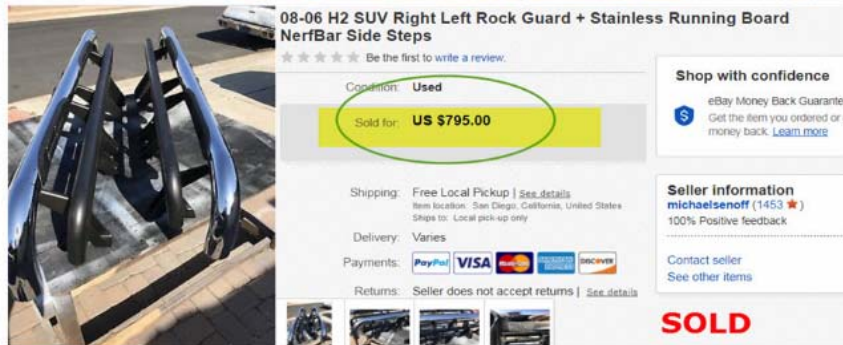 08-06 H2 SUV Right Left Rock Guard + Stainless Running Board
NerfBar Side Steps
Be the first to write a review.
Condition: Used
Sold for: US $795.00
Shipping: Free Local Pickup | See details
Item location: San Diego, California, United States
Ships to: Local pick-up only
Delivery: Varies
Payments: PayPal VISA MasterCard DISCOVER
Returns: Seller does not accept returns | See details
Shop with confidence
eBay Money Back Guarante
Get the item you ordered or
money back. Learn more
Seller information
michaelsenoff (1453 ★)
100% Positive feedback
Contact seller
See other items
SOLD